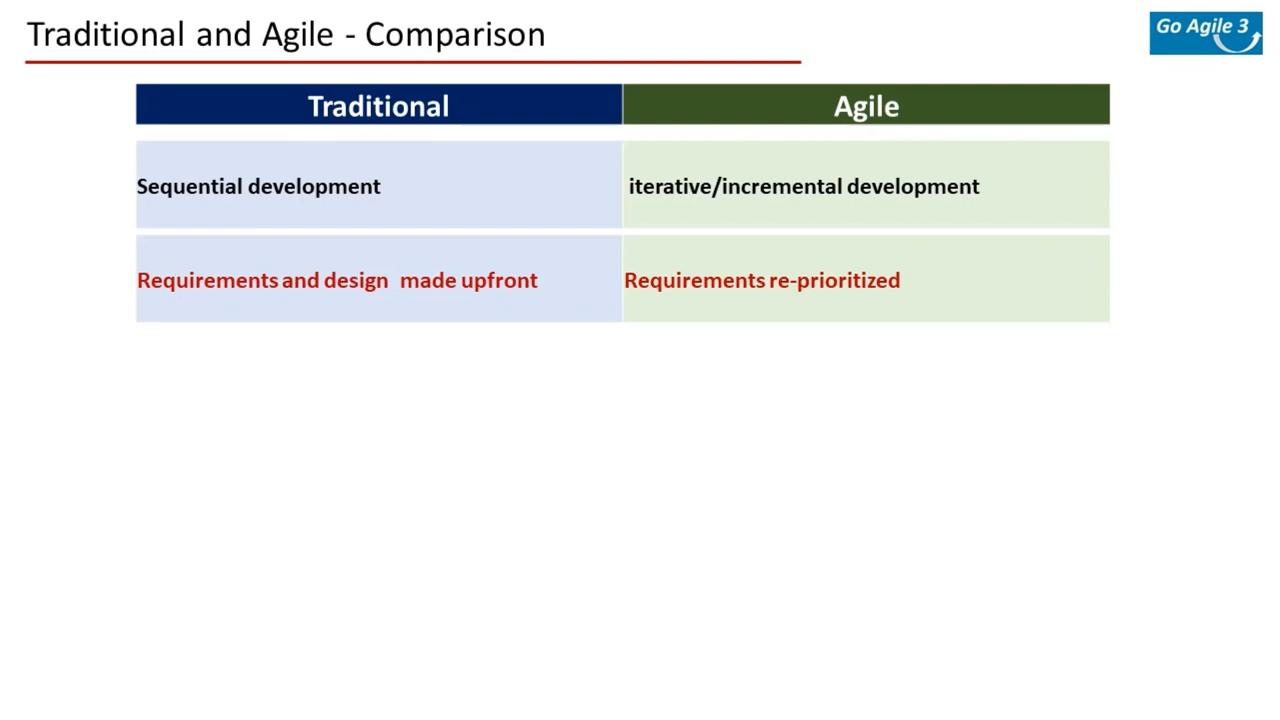 Traditional and Agile - Comparison
Go Agile 3
Traditional
Agile
Sequential development
iterative/incremental development
Requirements and design  made upfront
Requirements re-prioritized